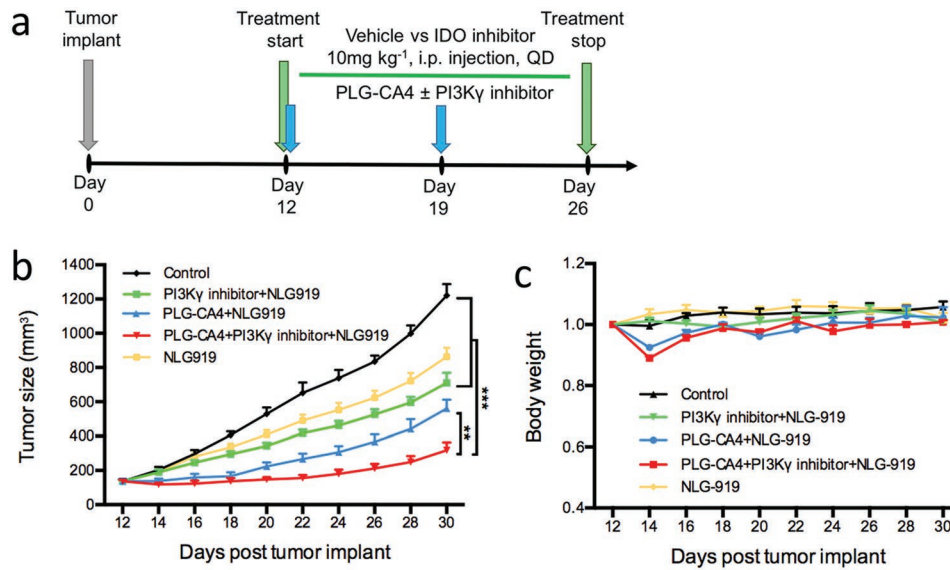 a
Tumor
implant
Treatment
start
Vehicle vs IDO inhibitor
10mg kg⁻¹, i.p. injection, QD
PLG-CA4 ± PI3Kγ inhibitor
Treatment
stop
Day
0
Day
12
Day
19
Day
26
b
Tumor size (mm³)
1400
1200
1000
800
600
400
200
0
Control
PI3Kγ inhibitor+NLG919
PLG-CA4+NLG919
PLG-CA4+PI3Kγ inhibitor+NLG919
NLG919
**
***
12 14 16 18 20 22 24 26 28 30
Days post tumor implant
c
Body weight
1.2
1.0
0.8
0.6
0.4
Control
PI3Kγ inhibitor+NLG-919
PLG-CA4+NLG-919
PLG-CA4+PI3Kγ inhibitor+NLG-919
NLG-919
12 14 16 18 20 22 24 26 28 30
Days post tumor implant